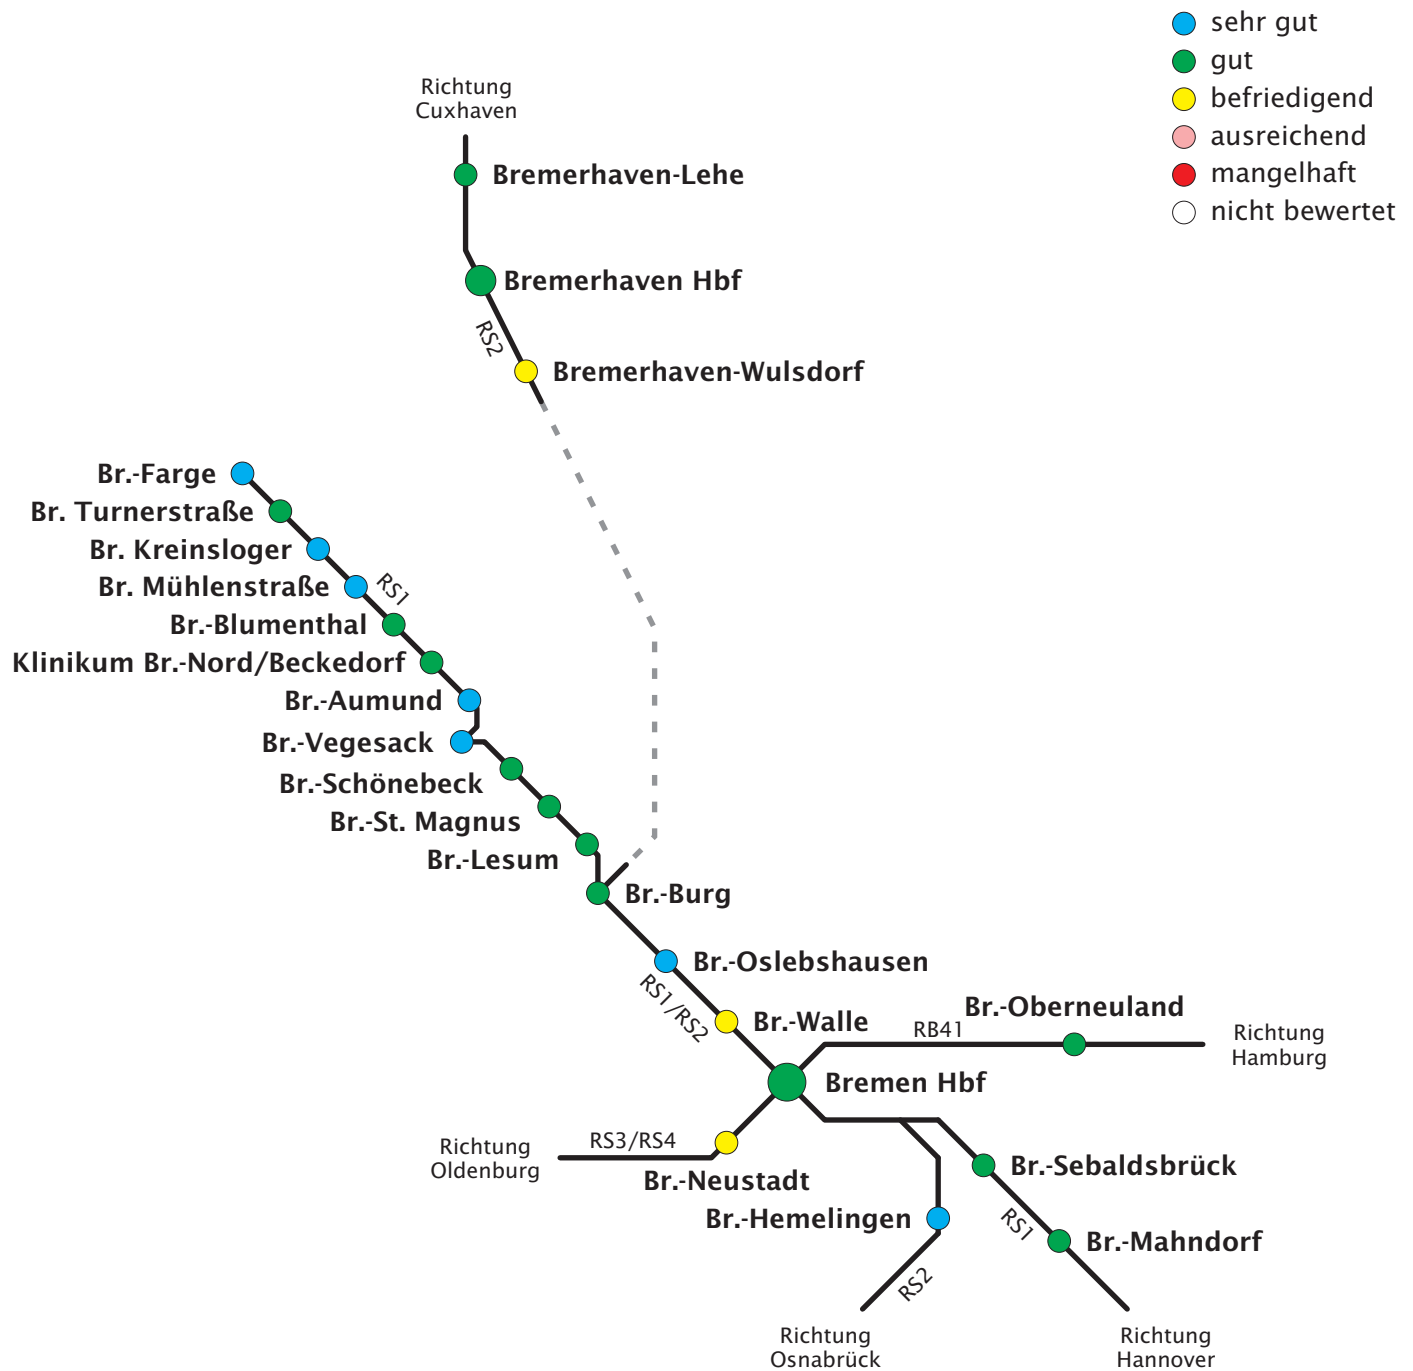 sehr gut
gut
befriedigend
ausreichend
mangelhaft
nicht bewertet
Richtung
Cuxhaven
Bremerhaven-Lehe
Bremerhaven Hbf
RS2
Bremerhaven-Wulsdorf
Br.-Farge
Br. Turnerstraße
Br. Kreinsloger
Br. Mühlenstraße
RS1
Br.-Blumenthal
Klinikum Br.-Nord/Beckedorf
Br.-Aumund
Br.-Vegesack
Br.-Schönebeck
Br.-St. Magnus
Br.-Lesum
Br.-Burg
Br.-Oslebshausen
RS1/RS2
Br.-Walle
Br.-Oberneuland
RB41
Richtung
Hamburg
Bremen Hbf
RS3/RS4
Richtung
Oldenburg
Br.-Neustadt
Br.-Sebaldsbrück
Br.-Hemelingen
RS1
Br.-Mahndorf
RS2
Richtung
Osnabrück
Richtung
Hannover